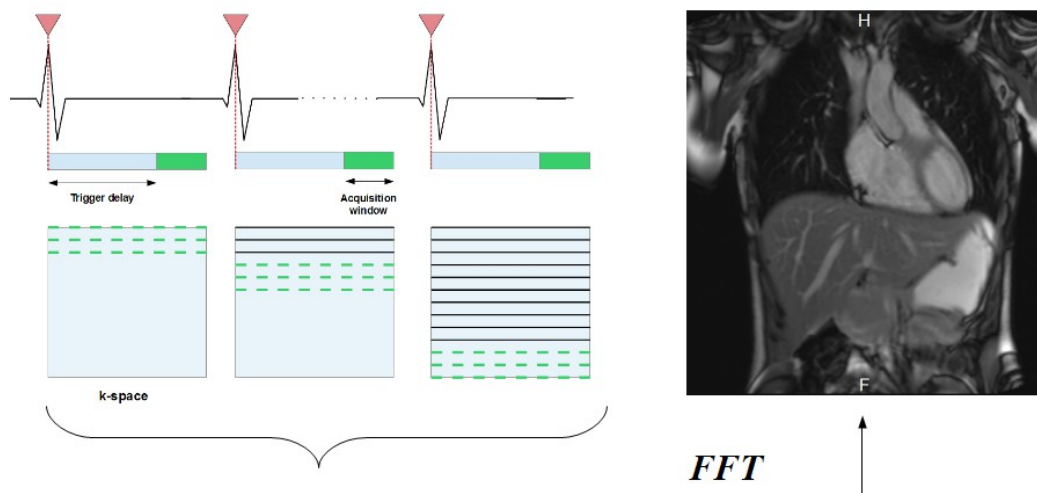 H
Trigger delay
Acquisition
window
k-space
F
FFT